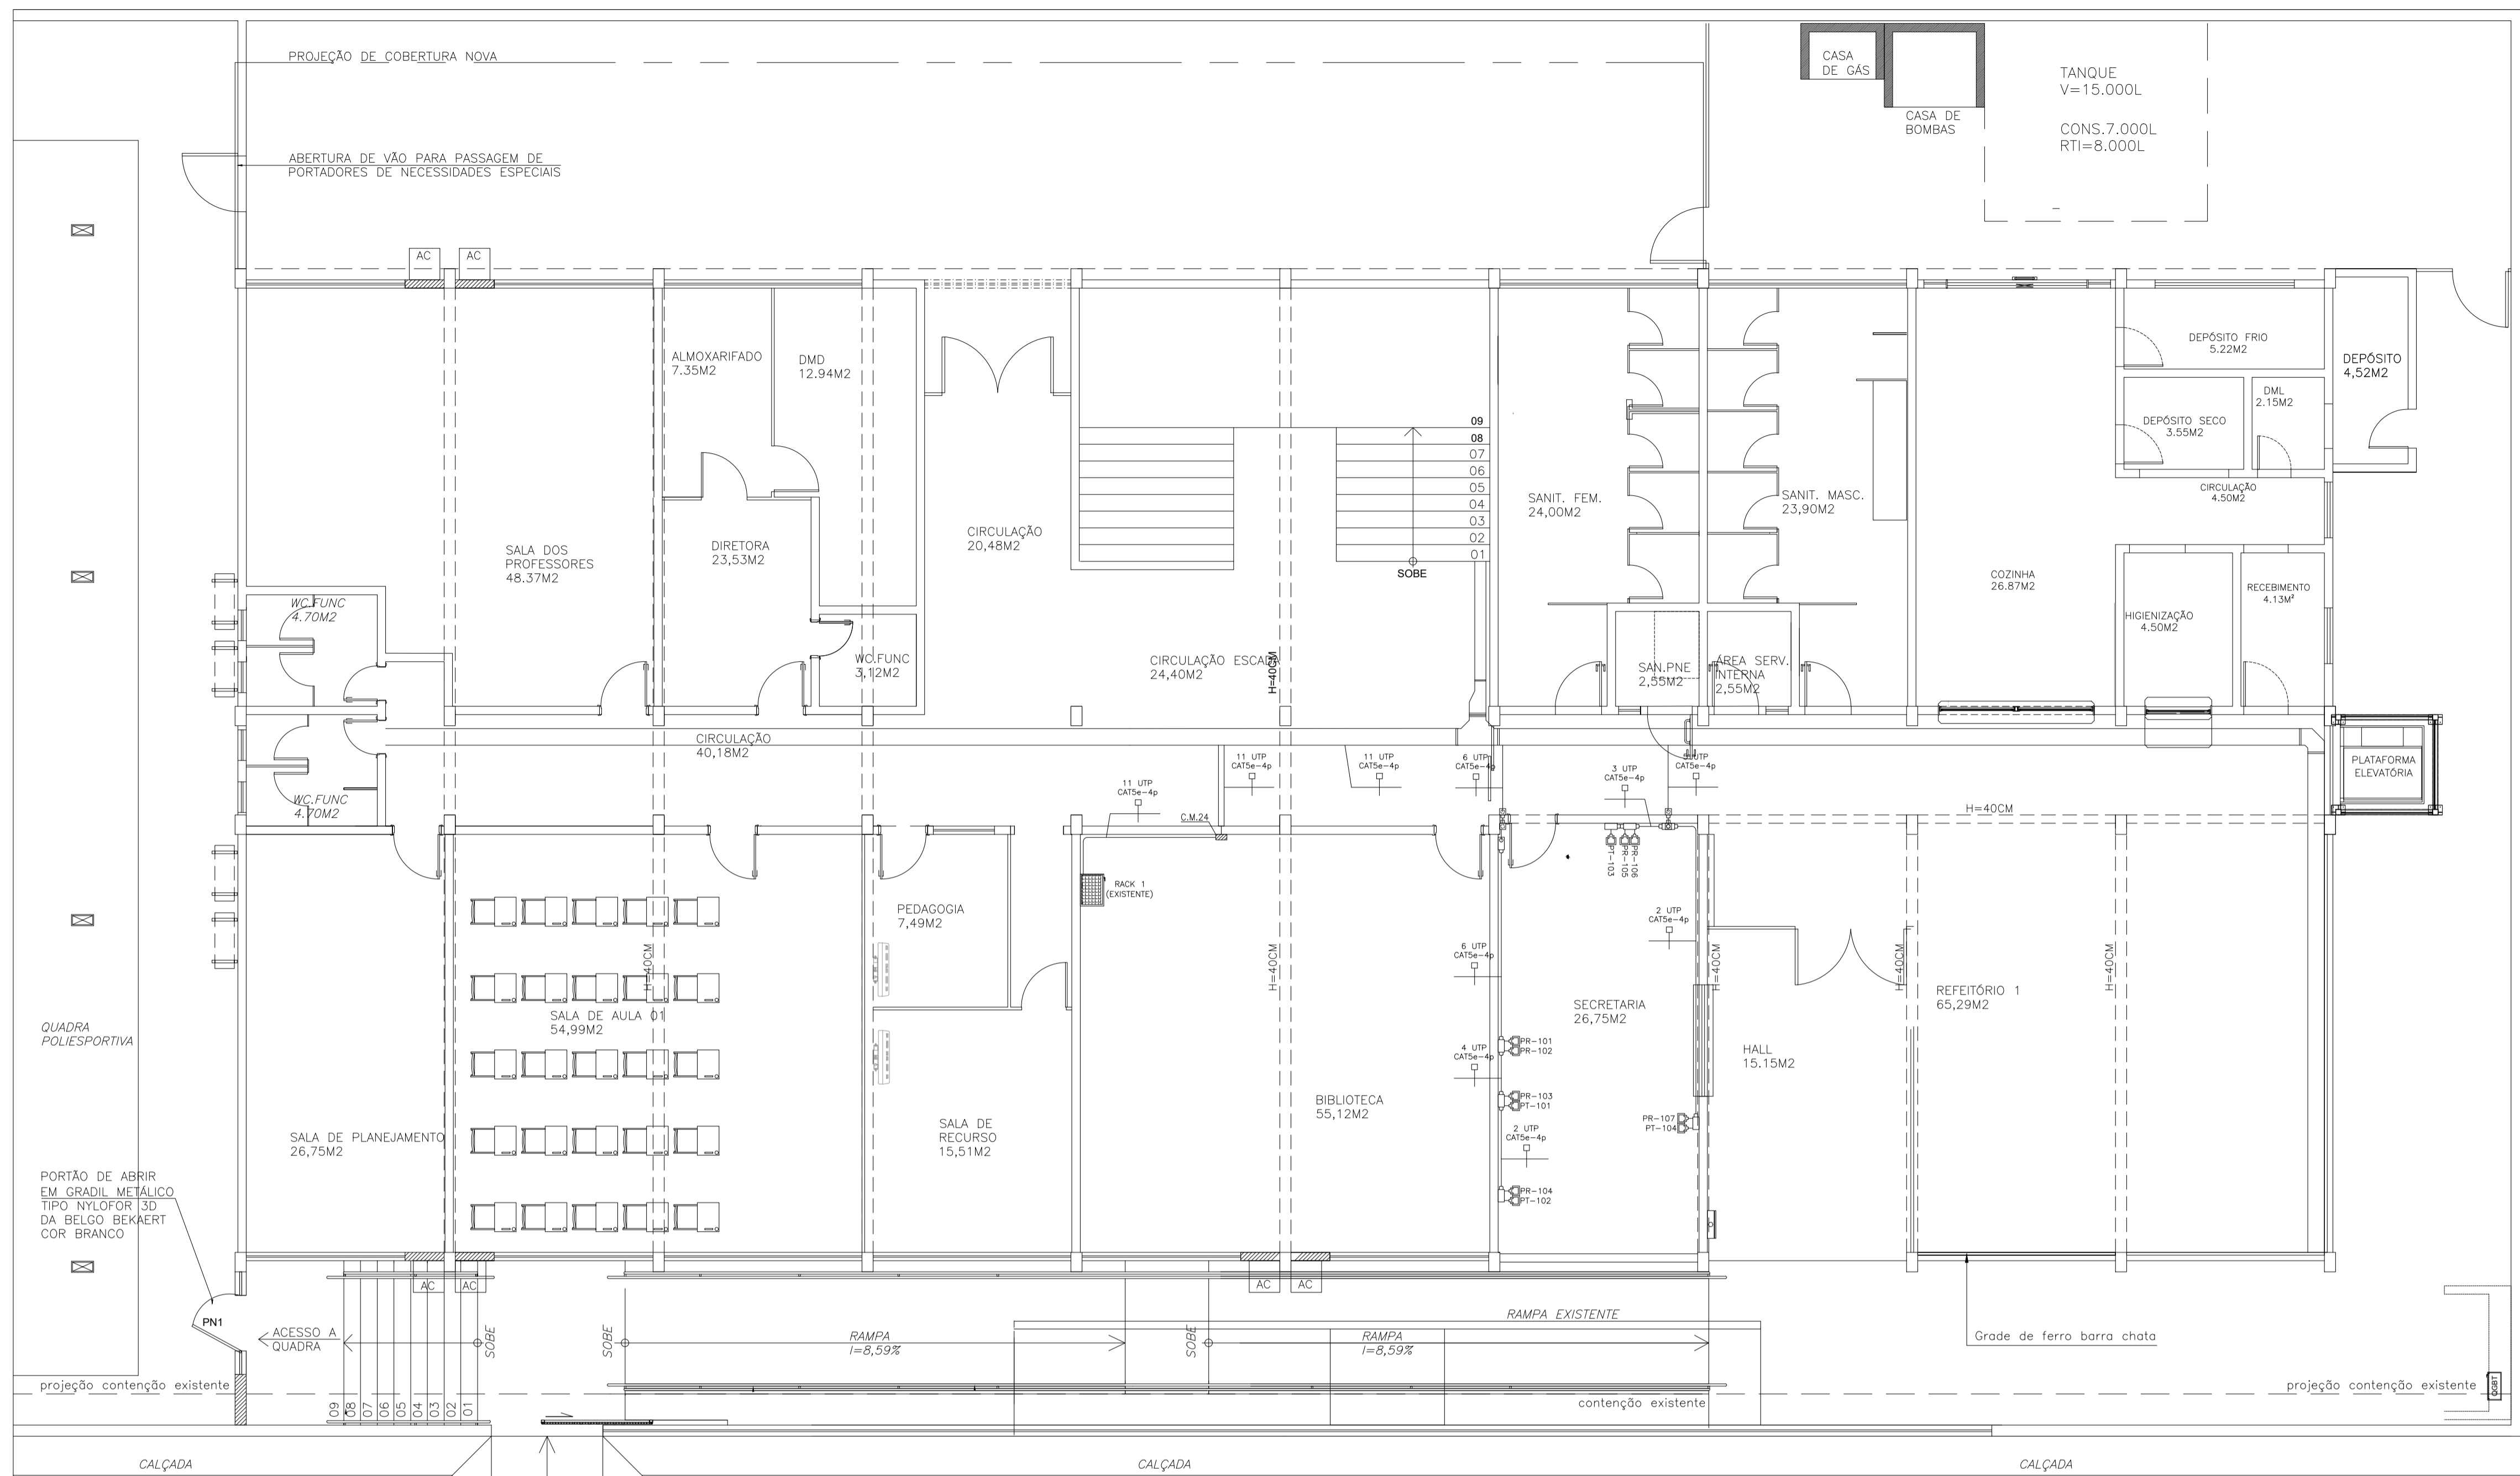 PROJEÇÃO DE COBERTURA NOVA
CASA
DE GÁS
CASA DE
BOMBAS
TANQUE
V=15.000L
CONS.7.000L
RTI=8.000L
ABERTURA DE VÃO PARA PASSAGEM DE
PORTADORES DE NECESSIDADES ESPECIAIS
AC
AC
ALMOXARIFADO
7.35M2
DMD
12.94M2
DEPÓSITO FRIO
5.22M2
DEPÓSITO
4,52M2
DML
2.15M2
DEPÓSITO SECO
3.55M2
09
08
07
06
05
04
03
02
01
SOBE
CIRCULAÇÃO
4.50M2
SANIT. FEM.
24,00M2
SANIT. MASC.
23,90M2
CIRCULAÇÃO
20,48M2
DIRETORA
23,53M2
SALA DOS
PROFESSORES
48.37M2
COZINHA
26.87M2
RECEBIMENTO
4.13M²
HIGIENIZAÇÃO
4.50M2
WC.FUNC
4.70M2
WC.FUNC
3,12M2
CIRCULAÇÃO ESCADA
24,40M2
H=40CM
SAN.PNE
2,55M2
ÁREA SERV.
INTERNA
2,55M2
CIRCULAÇÃO
40,18M2
WC.FUNC
4.70M2
11 UTP
CAT5e-4p
11 UTP
CAT5e-4p
11 UTP
CAT5e-4p
6 UTP
CAT5e-4p
3 UTP
CAT5e-4p
UTP
CAT5e-4p
PLATAFORMA
ELEVATÓRIA
H=40CM
C.M.24
RACK 1
(EXISTENTE)
PT-103
PR-105
PR-106
PEDAGOGIA
7,49M2
2 UTP
CAT5e-4p
6 UTP
CAT5e-4p
H=40CM
H=40CM
H=40CM
H=40CM
H=40CM
REFEITÓRIO 1
65,29M2
SECRETARIA
26,75M2
SALA DE AULA 01
54,99M2
QUADRA
POLIESPORTIVA
PR-101
PR-102
4 UTP
CAT5e-4p
HALL
15.15M2
BIBLIOTECA
55,12M2
PR-103
PT-101
PR-107
PT-104
2 UTP
CAT5e-4p
SALA DE
RECURSO
15,51M2
SALA DE PLANEJAMENTO
26,75M2
PR-104
PT-102
PORTÃO DE ABRIR
EM GRADIL METÁLICO
TIPO NYLOFOR 3D
DA BELGO BEKAERT
COR BRANCO
AC
AC
AC
AC
PN1
ACESSO A
QUADRA
SOBE
SOBE
RAMPA
I=8,59%
SOBE
RAMPA
I=8,59%
RAMPA EXISTENTE
Grade de ferro barra chata
projeção contenção existente
09
08
07
06
05
04
03
02
01
contenção existente
projeção contenção existente
QGBT
CALÇADA
CALÇADA
CALÇADA